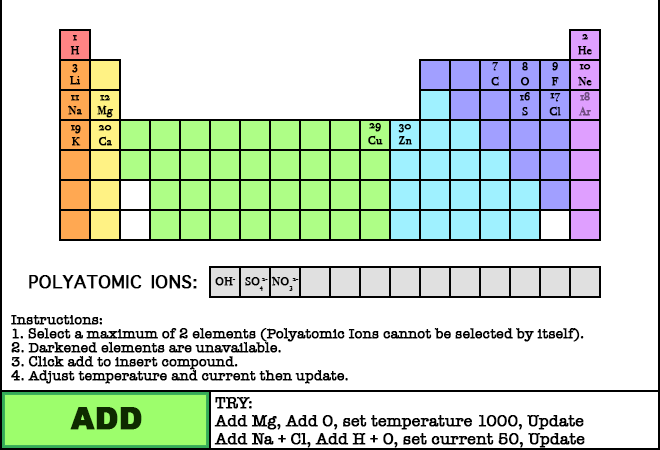 1 2
H He
3 7 8 9 10
Li C O F Ne
11 12 16 17 18
Na Mg S Cl Ar
19 20 29 30
K Ca Cu Zn
POLYATOMIC IONS: OH⁻ SO₄²⁻ NO₃²⁻
Instructions:
1. Select a maximum of 2 elements (Polyatomic Ions cannot be selected by itself).
2. Darkened elements are unavailable.
3. Click add to insert compound.
4. Adjust temperature and current then update.
ADD
TRY:
Add Mg, Add O, set temperature 1000, Update
Add Na + Cl, Add H + O, set current 50, Update